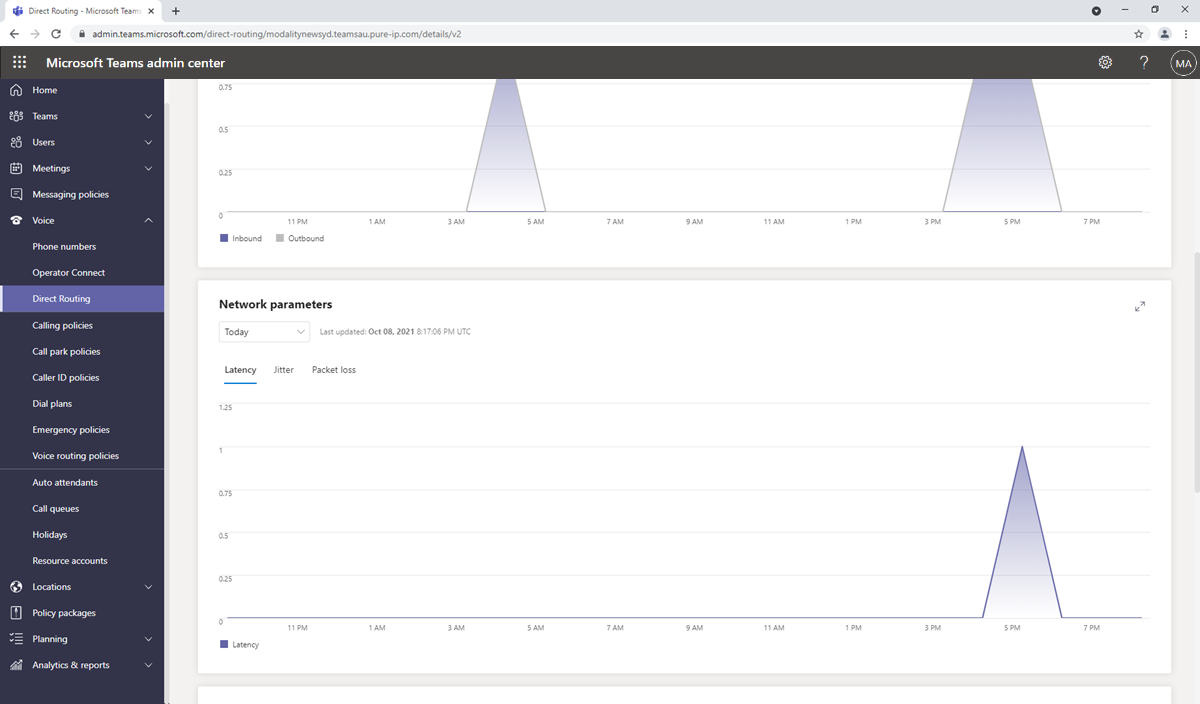 Direct Routing - Microsoft Teams
admin.teams.microsoft.com/direct-routing/modalitynewsyd.teamsau.pure-ip.com/details/v2
Microsoft Teams admin center
MA
Home
Teams
Users
Meetings
Messaging policies
Voice
Phone numbers
Operator Connect
Direct Routing
Calling policies
Call park policies
Caller ID policies
Dial plans
Emergency policies
Voice routing policies
Auto attendants
Call queues
Holidays
Resource accounts
Locations
Policy packages
Planning
Analytics & reports
0.75
0.5
0.25
0
11 PM 1 AM 3 AM 5 AM 7 AM 9 AM 11 AM 1 PM 3 PM 5 PM 7 PM
Inbound Outbound
Network parameters
Today Last updated: Oct 08, 2021 8:17:06 PM UTC
Latency Jitter Packet loss
1.25
1
0.75
0.5
0.25
0
11 PM 1 AM 3 AM 5 AM 7 AM 9 AM 11 AM 1 PM 3 PM 5 PM 7 PM
Latency